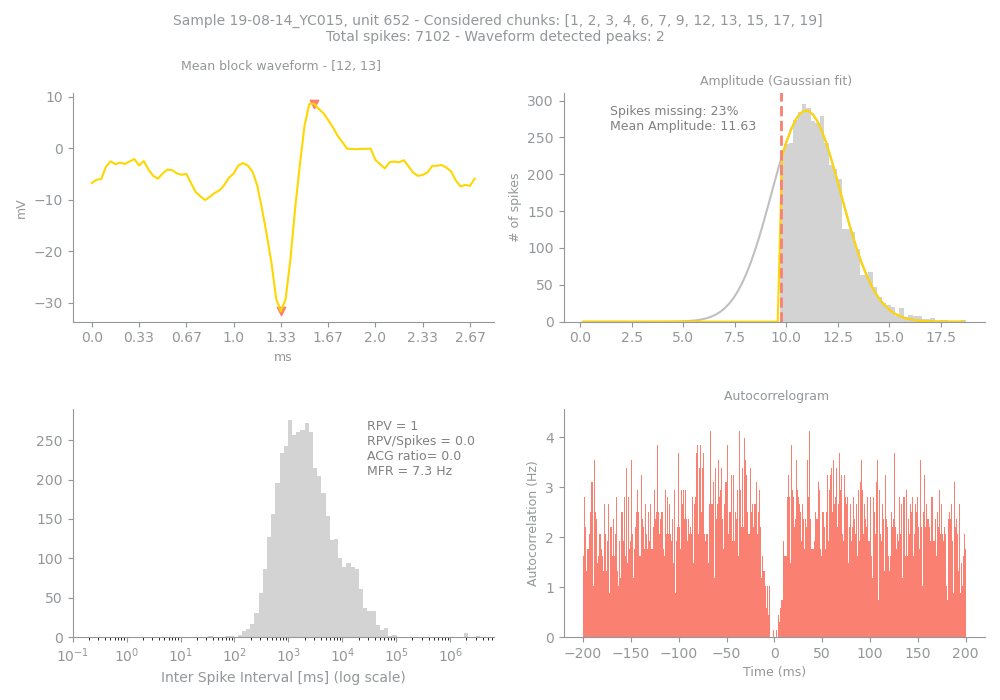 Sample 19-08-14_YC015, unit 652 - Considered chunks: [1, 2, 3, 4, 6, 7, 9, 12, 13, 15, 17, 19]
Total spikes: 7102 - Waveform detected peaks: 2
Mean block waveform - [12, 13]
10
0
−10
−20
−30
mV
0.0 0.33 0.67 1.0 1.33 1.67 2.0 2.33 2.67
ms
Amplitude (Gaussian fit)
Spikes missing: 23%
Mean Amplitude: 11.63
300
250
200
150
100
50
0
# of spikes
0.0 2.5 5.0 7.5 10.0 12.5 15.0 17.5
RPV = 1
RPV/Spikes = 0.0
ACG ratio= 0.0
MFR = 7.3 Hz
250
200
150
100
50
0
10⁻¹ 10⁰ 10¹ 10² 10³ 10⁴ 10⁵ 10⁶
Inter Spike Interval [ms] (log scale)
Autocorrelogram
4
3
2
1
0
Autocorrelation (Hz)
−200 −150 −100 −50 0 50 100 150 200
Time (ms)